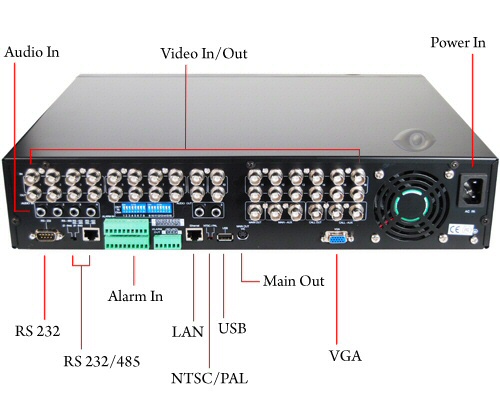 Audio In
Video In/Out
Power In
RS 232
RS 232/485
Alarm In
LAN
NTSC/PAL
USB
Main Out
VGA